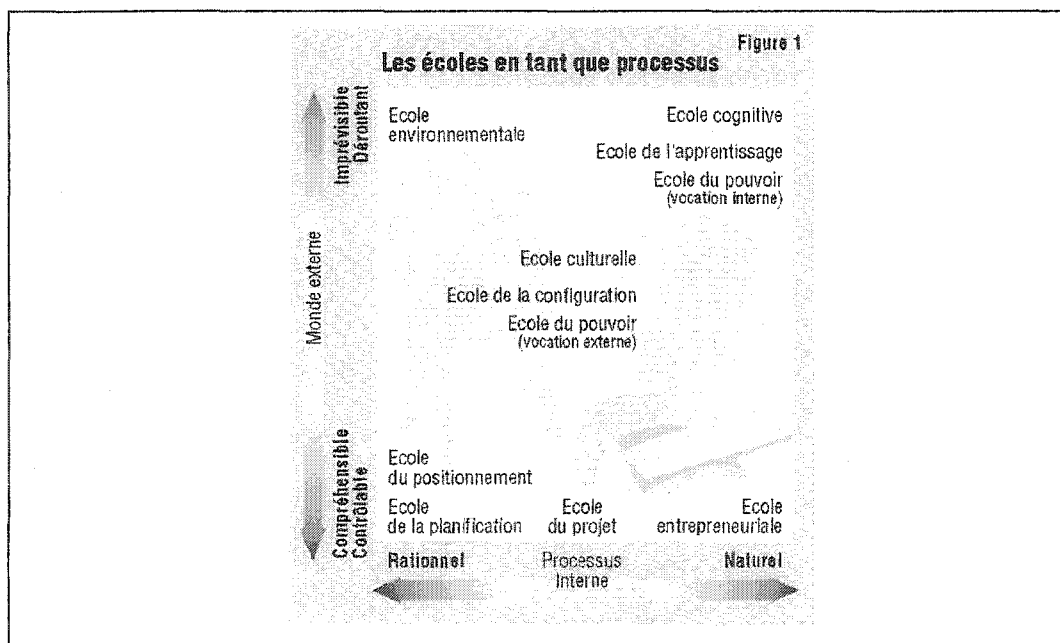 Figure 1
Les écoles en tant que processus
Imprévisible
Déroutant
Monde externe
Compréhensible
Contrôlable
Ecole
environnementale
Ecole cognitive
Ecole de l'apprentissage
Ecole du pouvoir
(vocation interne)
Ecole culturelle
Ecole de la configuration
Ecole du pouvoir
(vocation externe)
Ecole
du positionnement
Ecole
de la planification
Ecole
du projet
Ecole
entrepreneuriale
Rationnel
Processus
Interne
Naturel